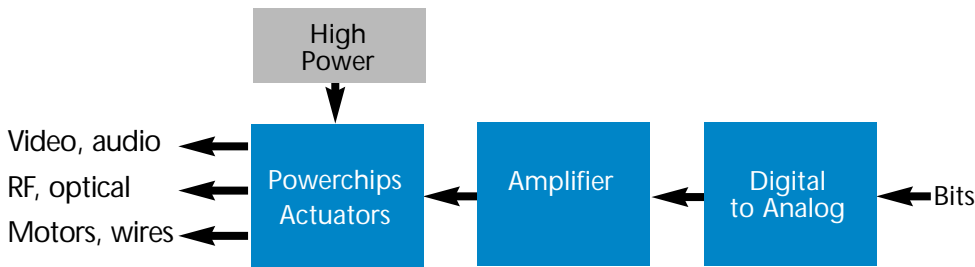 High
Power
Video, audio
RF, optical
Motors, wires
Powerchips
Actuators
Amplifier
Digital
to Analog
Bits